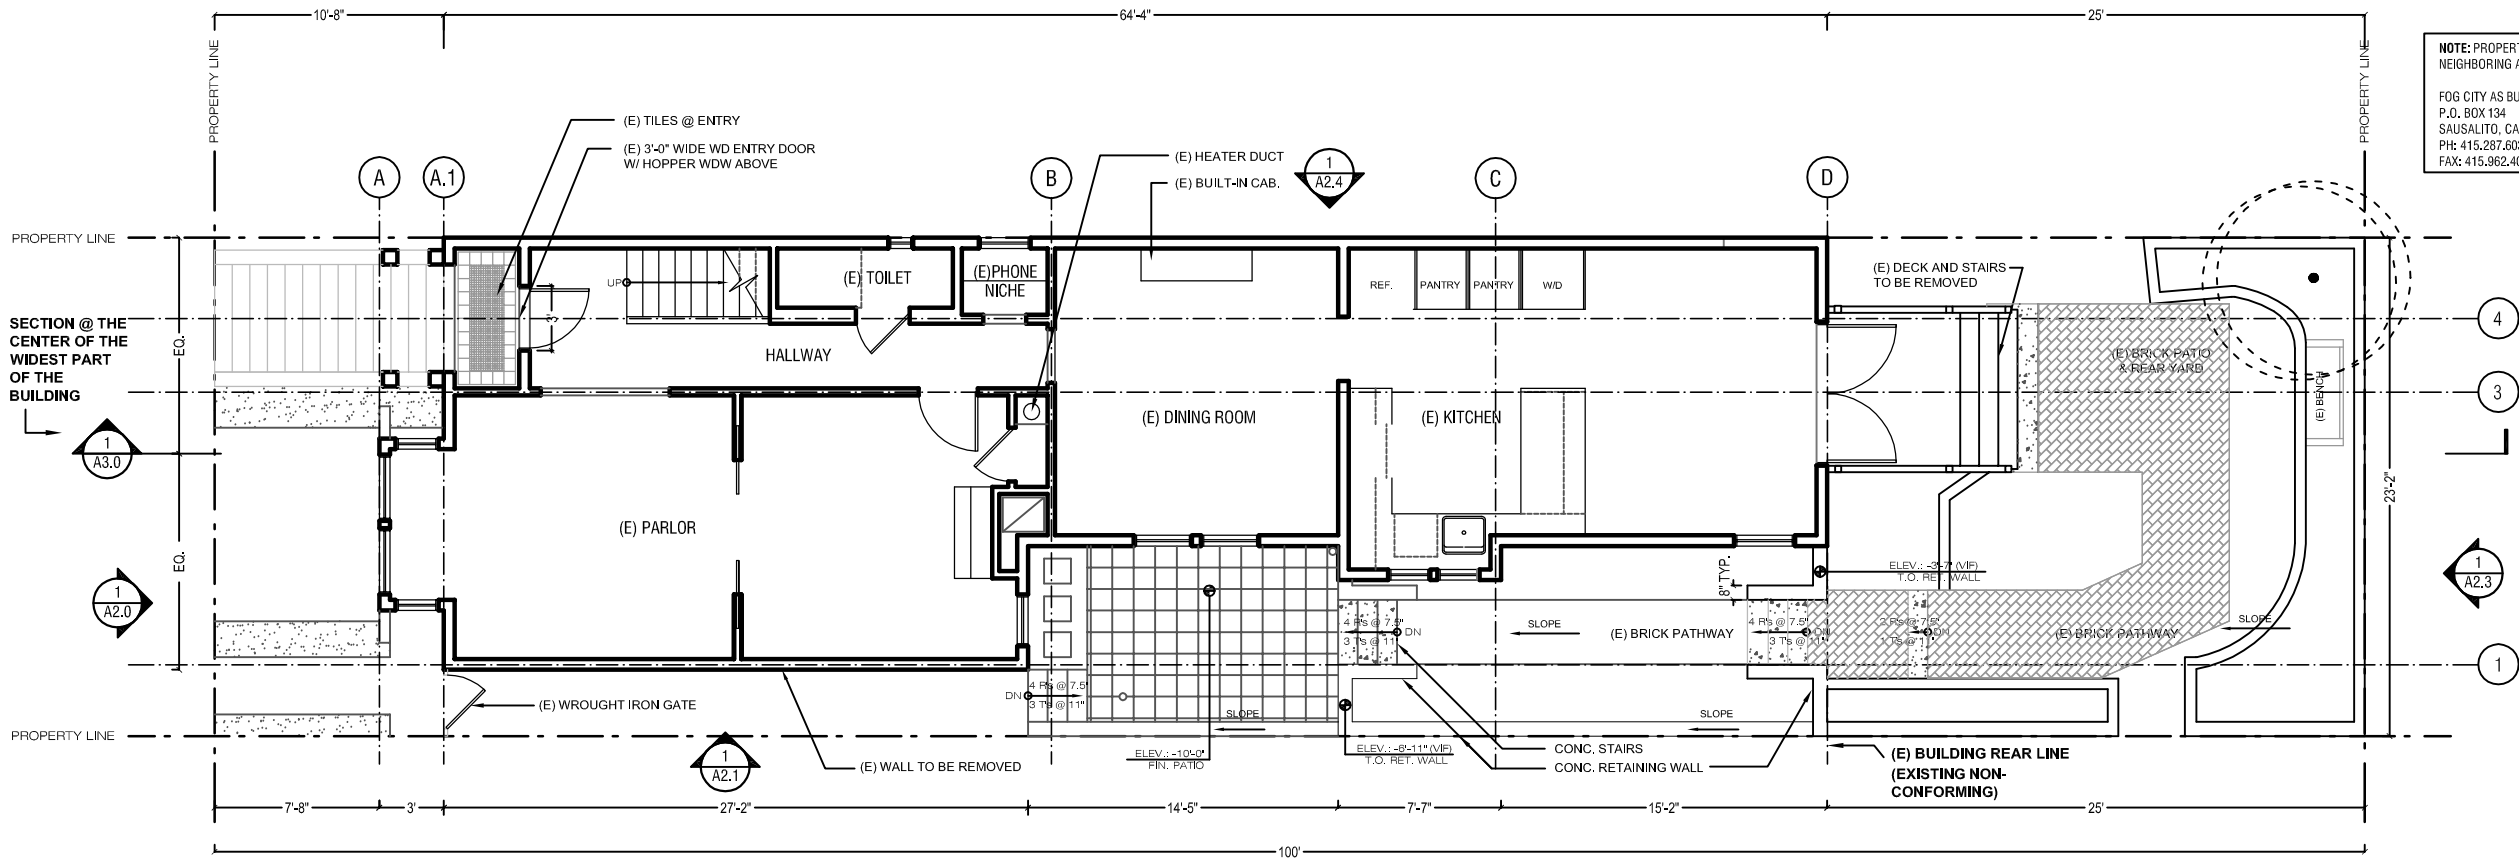 10'-8"
64'-4"
25'
PROPERTY LINE
PROPERTY LINE
NOTE: PROPERT
NEIGHBORING A
FOG CITY AS BU
P.O. BOX 134
SAUSALITO, CA
PH: 415.287.603
FAX: 415.962.40
(E) TILES @ ENTRY
(E) 3'-0" WIDE WD ENTRY DOOR
W/ HOPPER WDW ABOVE
(E) HEATER DUCT
(E) BUILT-IN CAB.
1
A2.4
A
A.1
B
C
D
PROPERTY LINE
UP
(E) TOILET
(E)PHONE
NICHE
REF.
PANTRY
PANTRY
W/D
(E) DECK AND STAIRS
TO BE REMOVED
3'
4
SECTION @ THE
CENTER OF THE
WIDEST PART
OF THE
BUILDING
EQ.
HALLWAY
(E) BRICK PATIO
& REAR YARD
(E) BENCH
3
1
A3.0
(E) DINING ROOM
(E) KITCHEN
23'-2"
(E) PARLOR
EQ.
1
A2.0
8" TYP.
ELEV.: -3'-7" (VIF)
T.O. RET. WALL
1
A2.3
4 R's @ 7.5"
3 T's @ 11"
DN
SLOPE
(E) BRICK PATHWAY
4 R's @ 7.5"
3 T's @ 11"
DN
2 R's @ 7.5"
1 T's @ 11"
DN
(E) BRICK PATHWAY
SLOPE
1
4 R's @ 7.5"
3 T's @ 11"
DN
(E) WROUGHT IRON GATE
SLOPE
SLOPE
PROPERTY LINE
1
A2.1
(E) WALL TO BE REMOVED
ELEV.: -10'-0"
FIN. PATIO
ELEV.: -6'-11" (VIF)
T.O. RET. WALL
CONC. STAIRS
CONC. RETAINING WALL
(E) BUILDING REAR LINE
(EXISTING NON-
CONFORMING)
7'-8"
3'
27'-2"
14'-5"
7'-7"
15'-2"
25'
100'